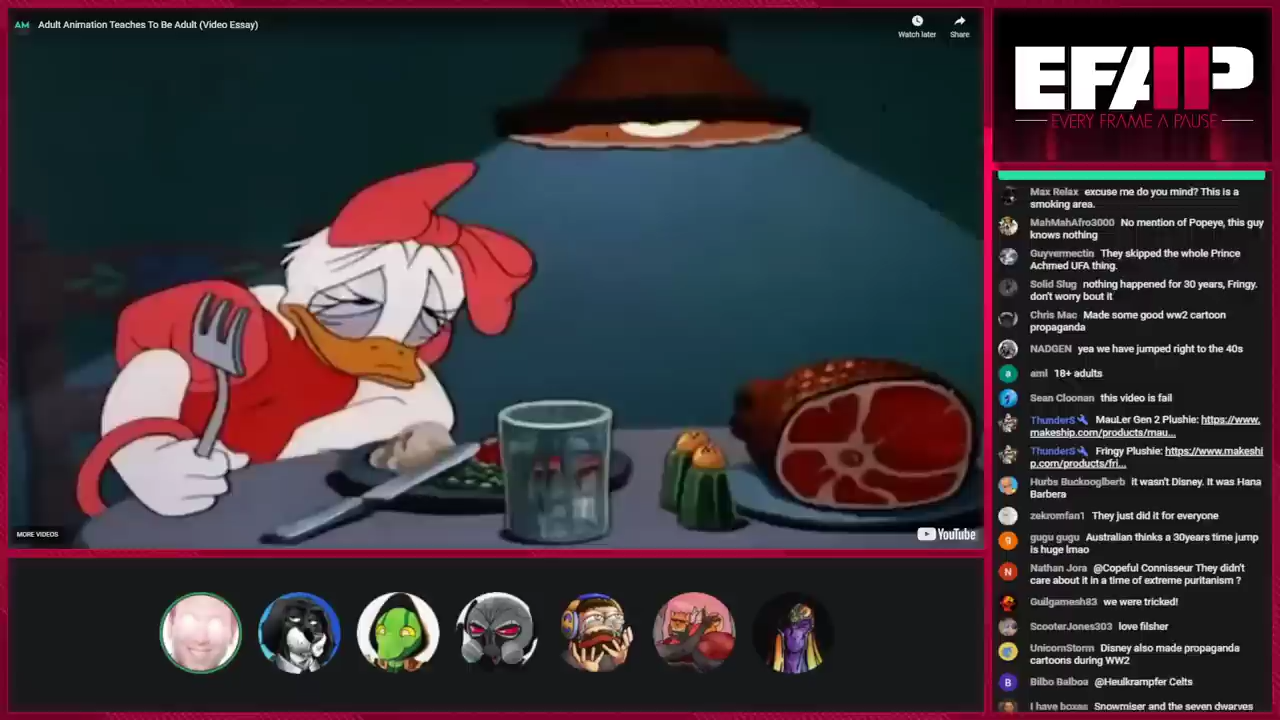 AM Adult Animation Teaches To Be Adult (Video Essay)
Watch later
Share
MORE VIDEOS
YouTube
EFAP
EVERY FRAME A PAUSE
Max Relax excuse me do you mind? This is a
smoking area.
MahMahAfro3000 No mention of Popeye, this guy
knows nothing
Guyvermectin They skipped the whole Prince
Achmed UFA thing.
Solid Slug nothing happened for 30 years, Fringy.
don't worry bout it
Chris Mac Made some good ww2 cartoon
propaganda
NADGEN yea we have jumped right to the 40s
a aml 18+ adults
Sean Cloonan this video is fail
ThunderS MauLer Gen 2 Plushie: https://www.
makeship.com/products/mau...
ThunderS Fringy Plushie: https://www.makeshi
p.com/products/fri...
Hurbs Bucknoglberb it wasn't Disney. It was Hana
Barbera
zekromfan1 They just did it for everyone
g gugu gugu Australian thinks a 30years time jump
is huge lmao
N Nathan Jora @Copeful Connisseur They didn't
care about it in a time of extreme puritanism ?
Guilgamesh83 we were tricked!
ScooterJones303 love filsher
UnicornStorm Disney also made propaganda
cartoons during WW2
B Bilbo Balboa @Heulkrampfer Celts
I have boxes Snowmiser and the seven dwarves